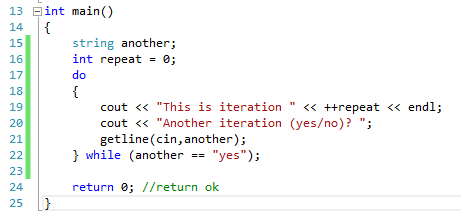 13 int main()
14 {
15     string another;
16     int repeat = 0;
17     do
18     {
19         cout << "This is iteration " << ++repeat << endl;
20         cout << "Another iteration (yes/no)? ";
21         getline(cin,another);
22     } while (another == "yes");
23
24     return 0; //return ok
25 }